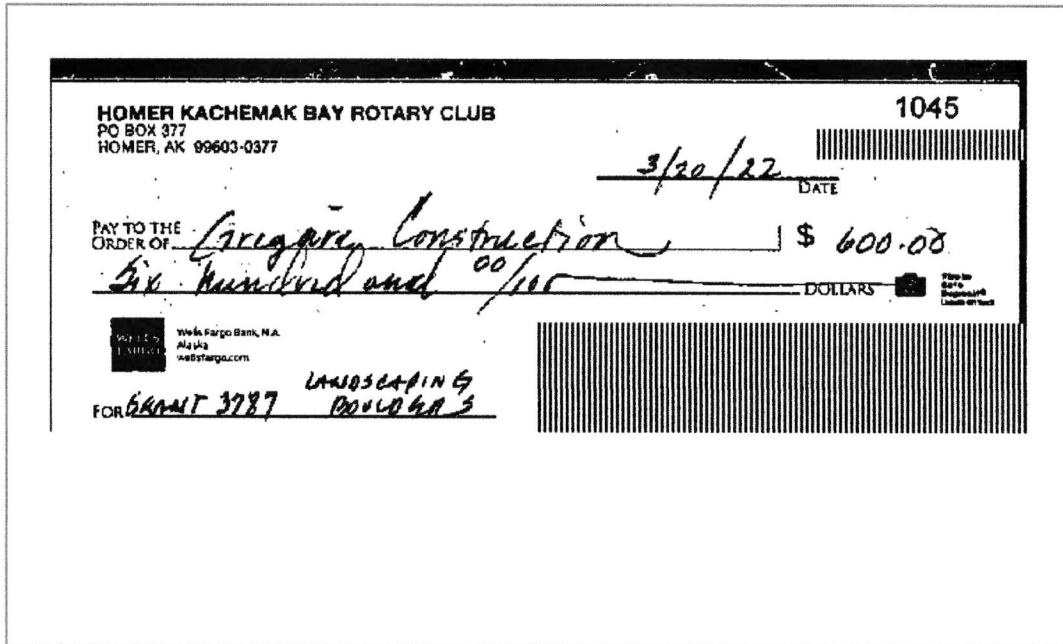 HOMER KACHEMAK BAY ROTARY CLUB
1045
PO BOX 377
HOMER, AK 99603-0377
3/20/22
DATE
PAY TO THE
ORDER OF Construction $ 600.00
Six hundred and 00/100 DOLLARS
WELLS
FARGO
Wells Fargo Bank, N.A.
Alaska
wellsfargo.com
LANDSCAPING
FOR GRANT 3787